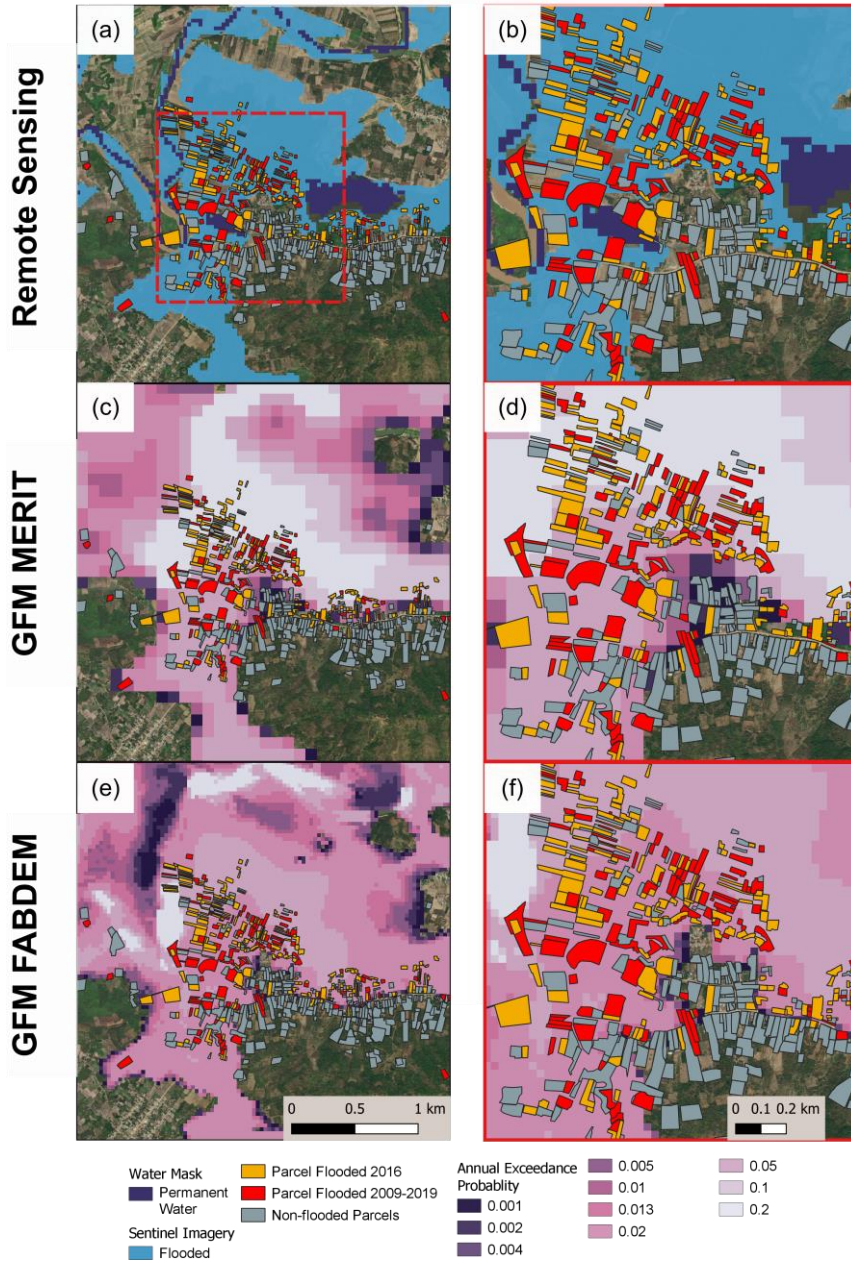 Remote Sensing
(a)
(b)
GFM MERIT
(c)
(d)
GFM FABDEM
(e)
(f)
0 0.5 1 km
0 0.1 0.2 km
Water Mask
Permanent
Water
Sentinel Imagery
Flooded
Parcel Flooded 2016
Parcel Flooded 2009-2019
Non-flooded Parcels
Annual Exceedance
Probablity
0.001
0.002
0.004
0.005
0.01
0.013
0.02
0.05
0.1
0.2